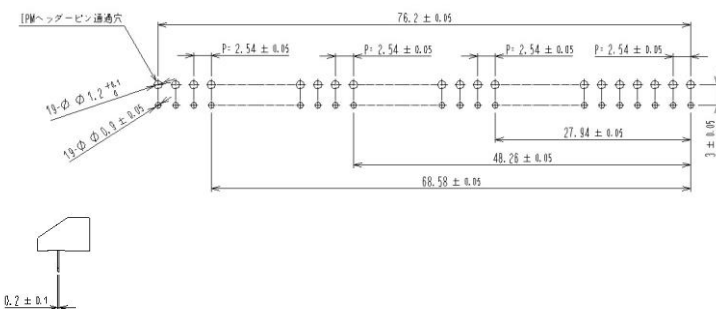 IPMヘッダーピン通過穴
76.2 ± 0.05
P= 2.54 ± 0.05
P= 2.54 ± 0.05
P= 2.54 ± 0.05
P= 2.54 ± 0.05
19-Φ Φ1.2 +0.1 0
19-Φ Φ0.9 ± 0.05
27.94 ± 0.05
3 ± 0.05
48.26 ± 0.05
68.58 ± 0.05
0.2 ± 0.1